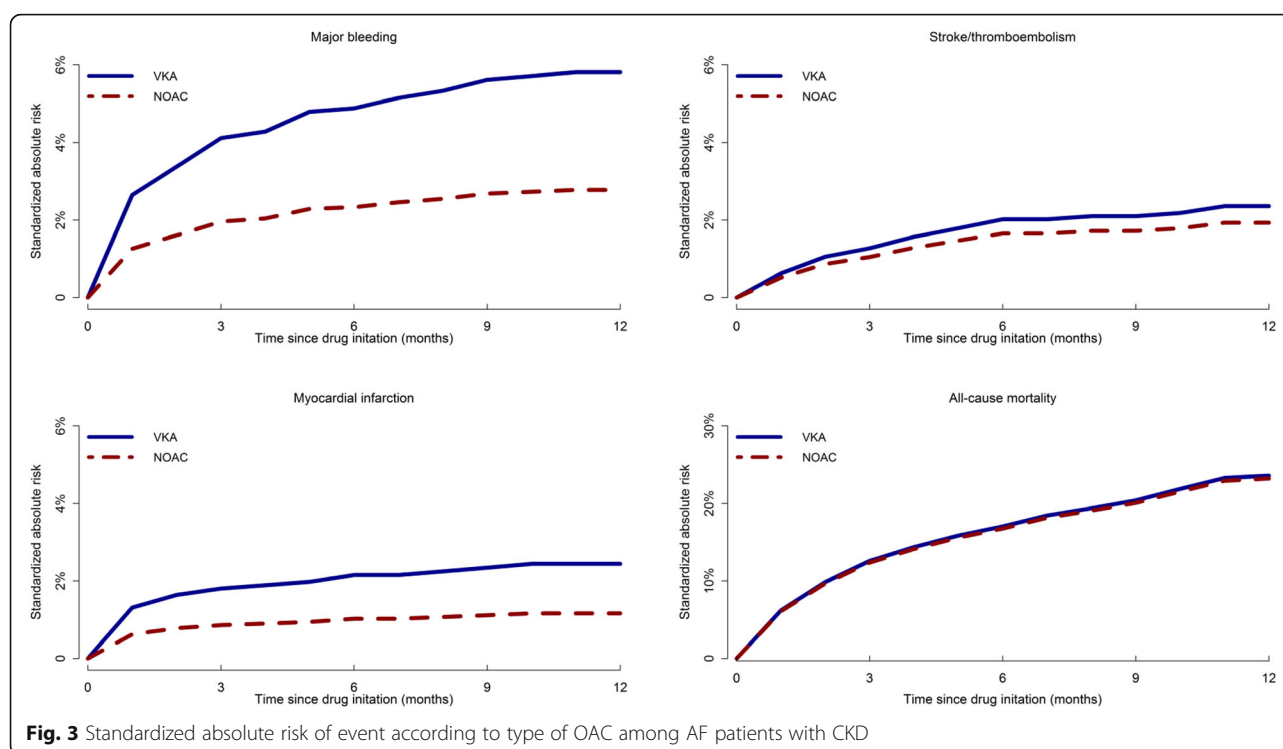 Major bleeding
VKA
NOAC
Standardized absolute risk
6%
4%
2%
0
0 3 6 9 12
Time since drug initation (months)
Stroke/thromboembolism
VKA
NOAC
Standardized absolute risk
6%
4%
2%
0
0 3 6 9 12
Time since drug initation (months)
Myocardial infarction
VKA
NOAC
Standardized absolute risk
6%
4%
2%
0
0 3 6 9 12
Time since drug initation (months)
All-cause mortality
VKA
NOAC
Standardized absolute risk
30%
20%
10%
0
0 3 6 9 12
Time since drug initation (months)
Fig. 3 Standardized absolute risk of event according to type of OAC among AF patients with CKD